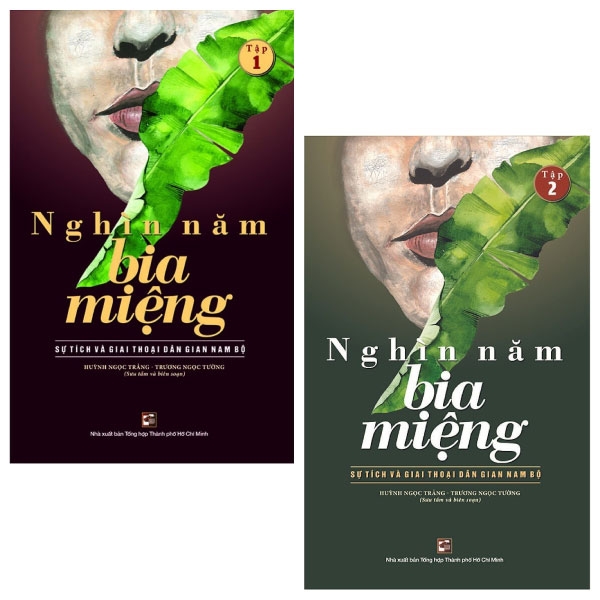 Tập
1
Nghìn năm
bia
miệng
SỰ TÍCH VÀ GIAI THOẠI DÂN GIAN NAM BỘ
HUỲNH NGỌC TRẢNG - TRƯƠNG NGỌC TƯỜNG
(Sưu tầm và biên soạn)
Nhà xuất bản Tổng hợp Thành phố Hồ Chí Minh
Tập
2
Nghìn năm
bia
miệng
SỰ TÍCH VÀ GIAI THOẠI DÂN GIAN NAM BỘ
HUỲNH NGỌC TRẢNG - TRƯƠNG NGỌC TƯỜNG
(Sưu tầm và biên soạn)
Nhà xuất bản Tổng hợp Thành phố Hồ Chí Minh